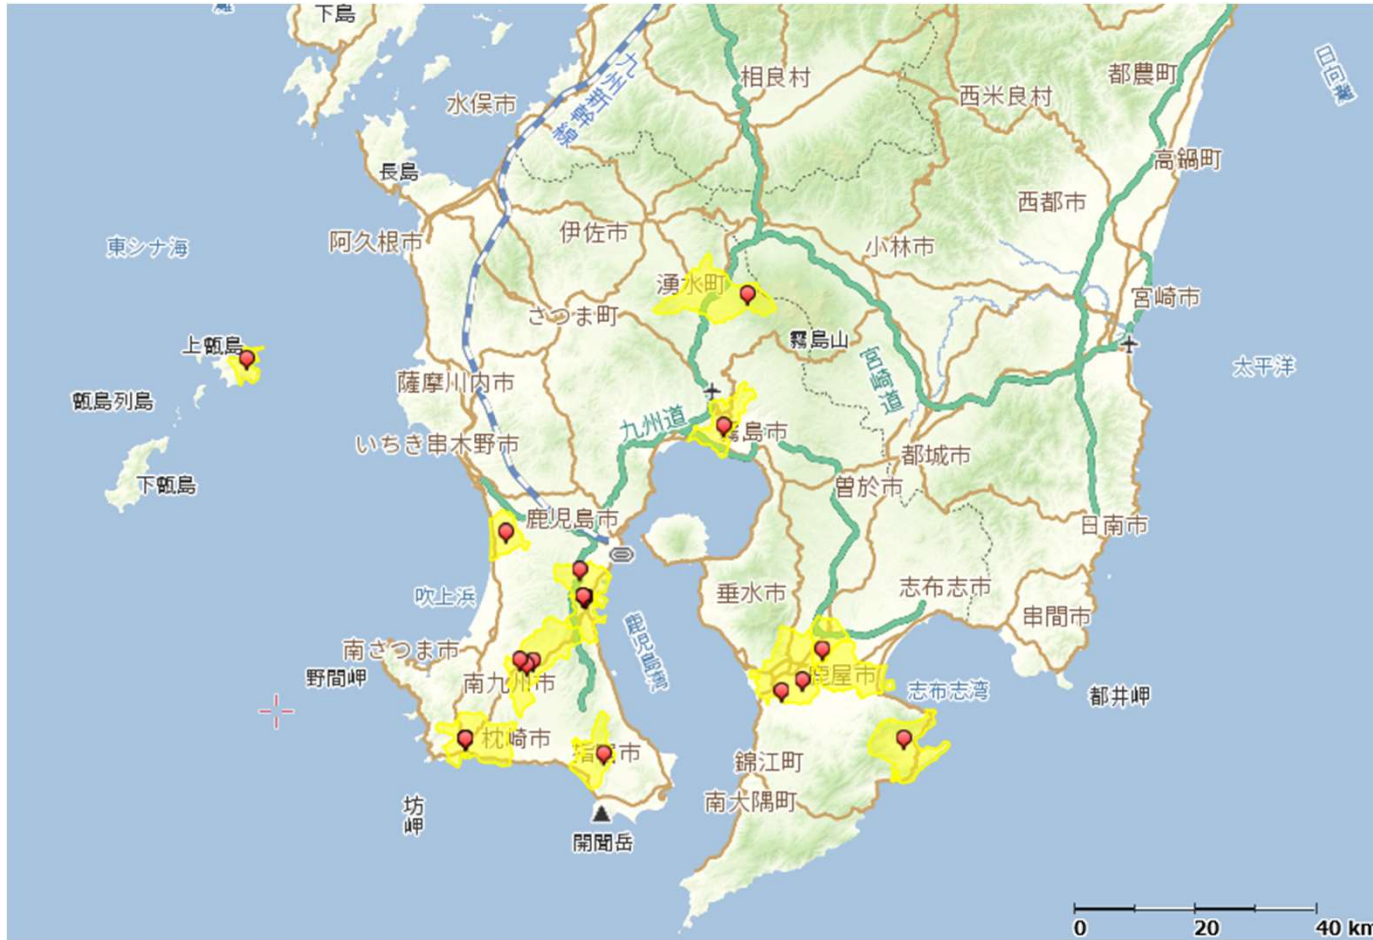 下島
灘
日向灘
九州新幹線
相良村
都農町
水俣市
西米良村
高鍋町
長島
西都市
阿久根市
伊佐市
小林市
東シナ海
湧水町
宮崎市
さつま町
霧島山
上甑島
太平洋
薩摩川内市
宮崎道
甑島列島
九州道
霧島市
いちき串木野市
都城市
下甑島
曽於市
鹿児島市
日南市
吹上浜
垂水市
志布志市
串間市
鹿児島湾
南さつま市
野間岬
南九州市
鹿屋市
志布志湾
都井岬
枕崎市
指宿市
錦江町
南大隅町
坊岬
開聞岳
0 20 40 km